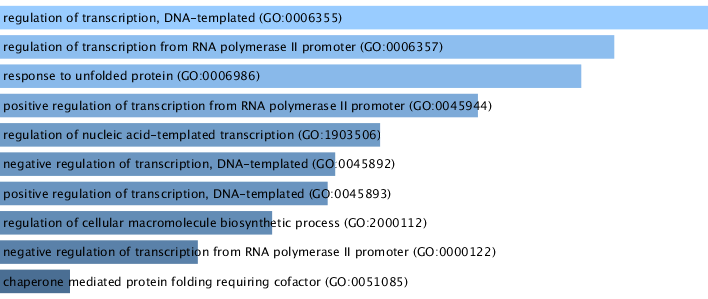 regulation of transcription, DNA-templated (GO:0006355)
regulation of transcription from RNA polymerase II promoter (GO:0006357)
response to unfolded protein (GO:0006986)
positive regulation of transcription from RNA polymerase II promoter (GO:0045944)
regulation of nucleic acid-templated transcription (GO:1903506)
negative regulation of transcription, DNA-templated (GO:0045892)
positive regulation of transcription, DNA-templated (GO:0045893)
regulation of cellular macromolecule biosynthetic process (GO:2000112)
negative regulation of transcription from RNA polymerase II promoter (GO:0000122)
chaperone mediated protein folding requiring cofactor (GO:0051085)